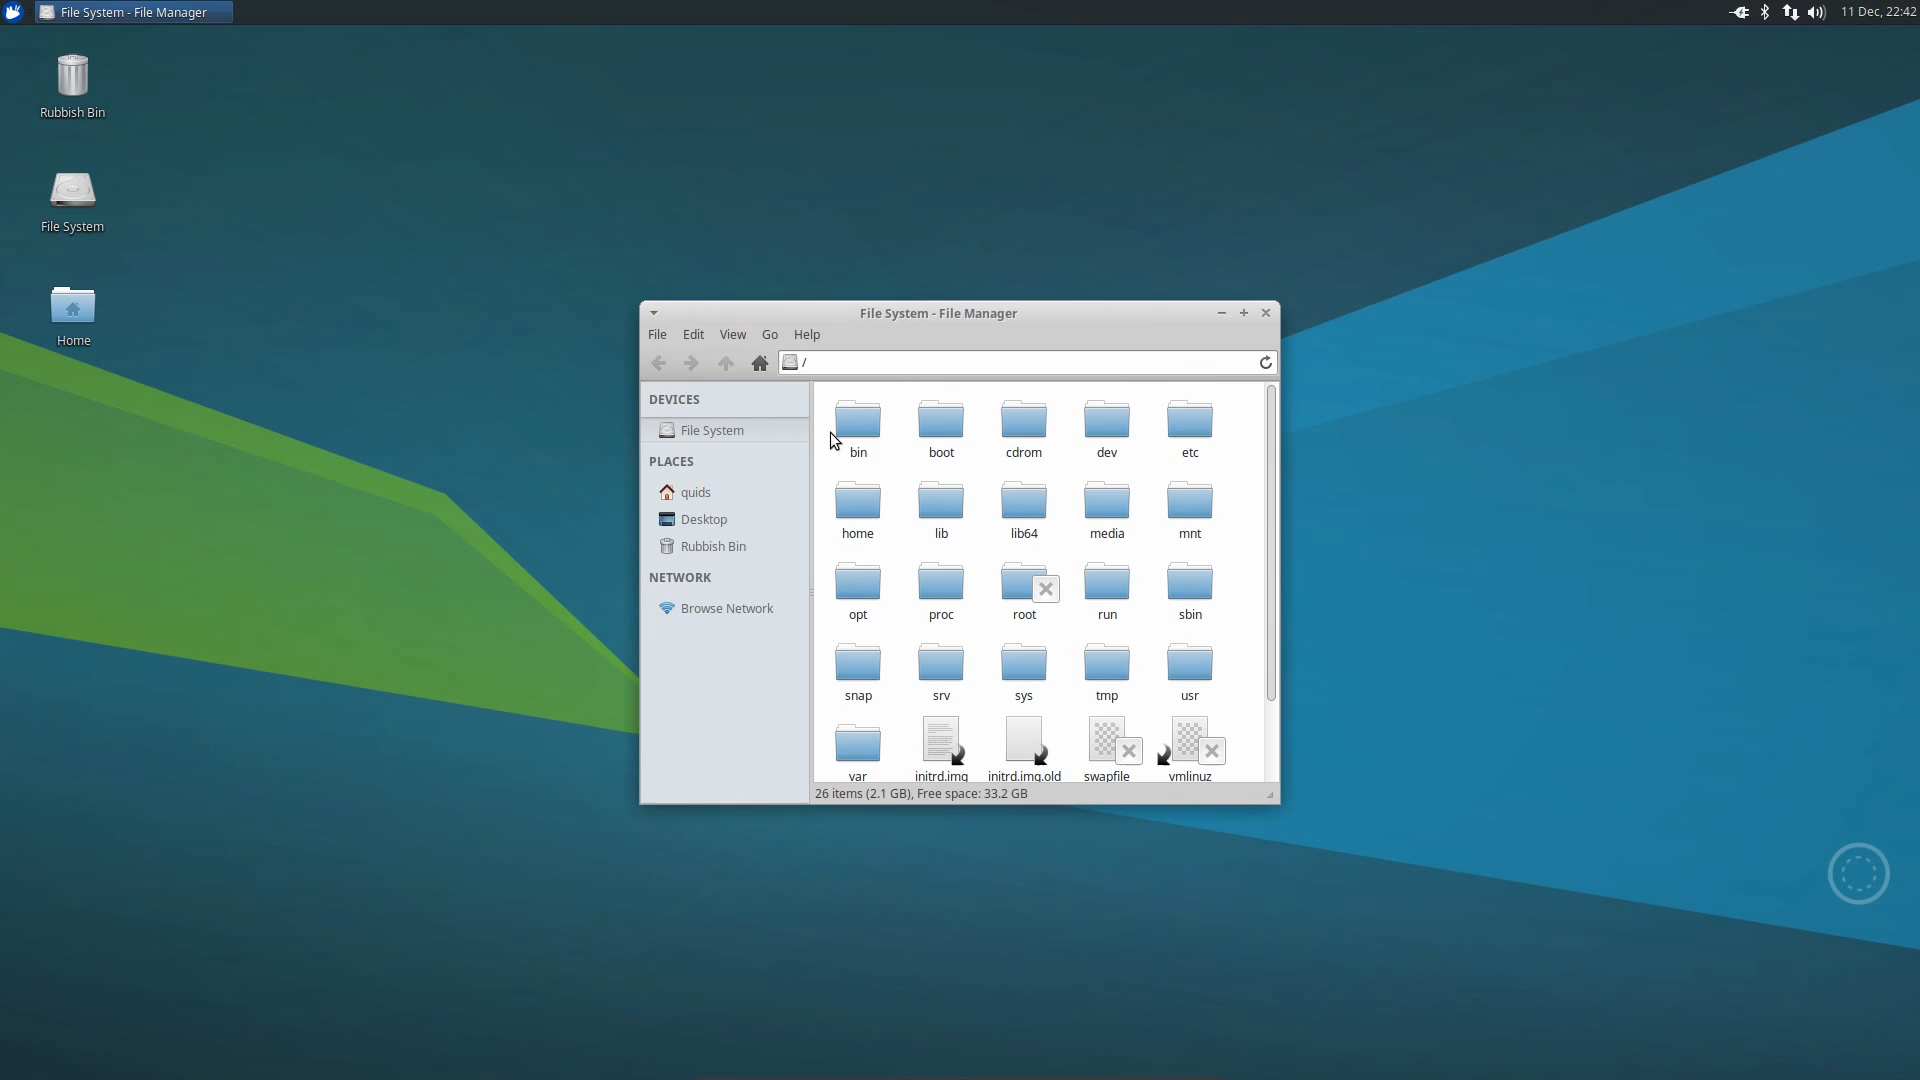 File System - File Manager
11 Dec, 22:42
Rubbish Bin
File System
Home
File System - File Manager
File Edit View Go Help
/
DEVICES
File System
PLACES
quids
Desktop
Rubbish Bin
NETWORK
Browse Network
bin boot cdrom dev etc
home lib lib64 media mnt
opt proc root run sbin
snap srv sys tmp usr
var initrd.img initrd.img.old swapfile vmlinuz
26 items (2.1 GB), Free space: 33.2 GB